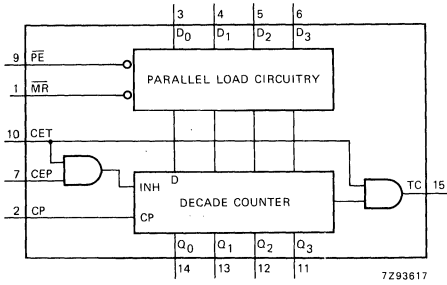 3 4 5 6
D0 D1 D2 D3
9 PE
PARALLEL LOAD CIRCUITRY
1 MR
10 CET
D
7 CEP
INH
TC 15
DECADE COUNTER
2 CP
CP
Q0 Q1 Q2 Q3
14 13 12 11
7Z93617